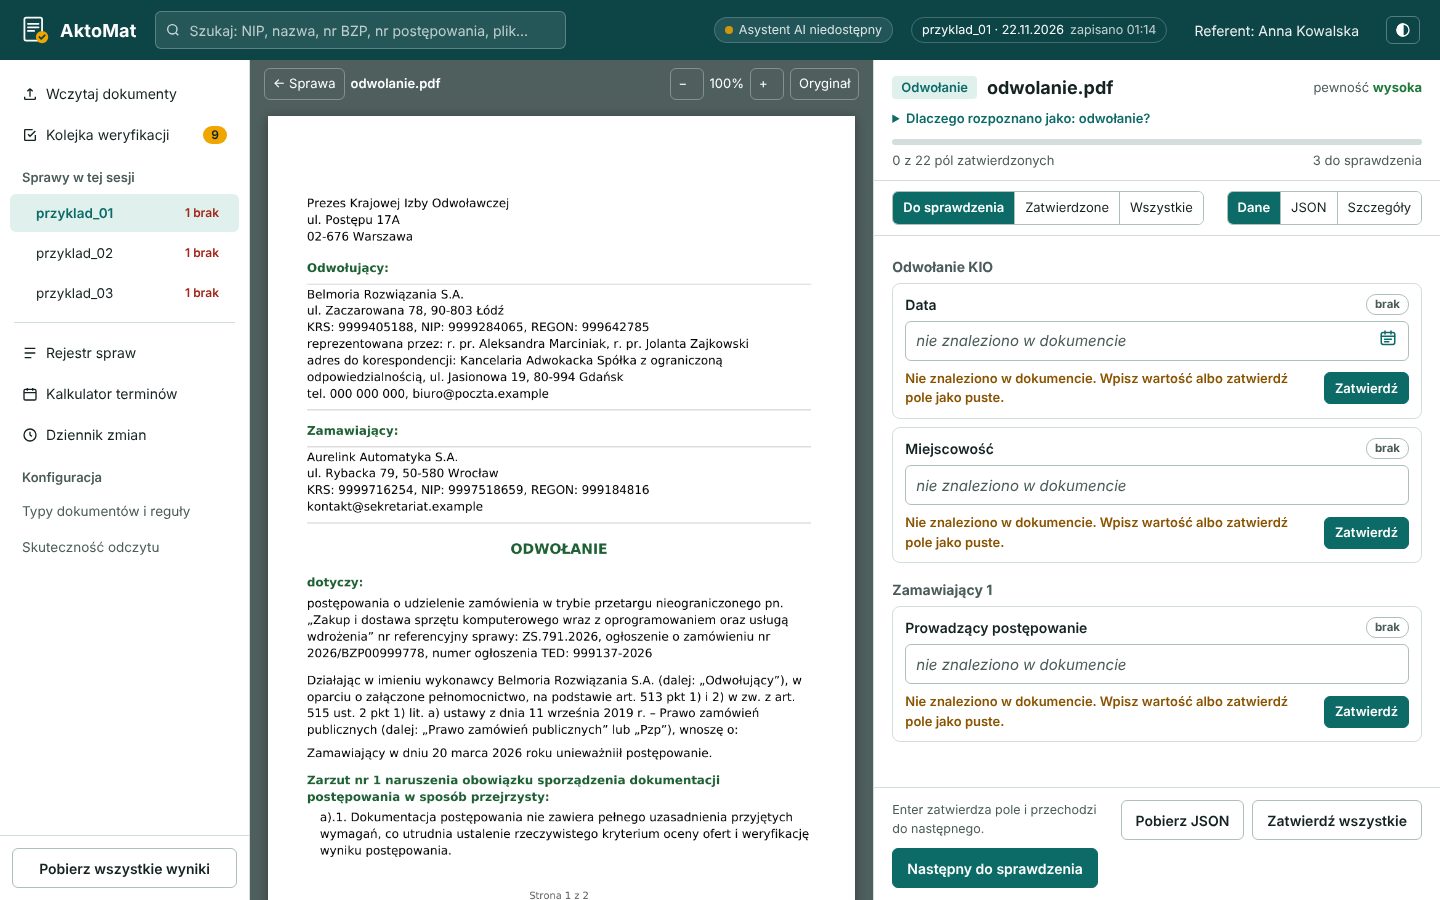 AktoMat
Szukaj: NIP, nazwa, nr BZP, nr postępowania, plik...
Asystent AI niedostępny
przyklad_01 · 22.11.2026 zapisano 01:14
Referent: Anna Kowalska
Wczytaj dokumenty
Kolejka weryfikacji 9
Sprawy w tej sesji
przyklad_01 1 brak
przyklad_02 1 brak
przyklad_03 1 brak
Rejestr spraw
Kalkulator terminów
Dziennik zmian
Konfiguracja
Typy dokumentów i reguły
Skuteczność odczytu
Pobierz wszystkie wyniki
← Sprawa odwolanie.pdf − 100% + Oryginał
Prezes Krajowej Izby Odwoławczej
ul. Postępu 17A
02-676 Warszawa
Odwołujący:
Belmoria Rozwiązania S.A.
ul. Zaczarowana 78, 90-803 Łódź
KRS: 9999405188, NIP: 9999284065, REGON: 999642785
reprezentowana przez: r. pr. Aleksandra Marciniak, r. pr. Jolanta Zajkowski
adres do korespondencji: Kancelaria Adwokacka Spółka z ograniczoną
odpowiedzialnością, ul. Jasionowa 19, 80-994 Gdańsk
tel. 000 000 000, biuro@poczta.example
Zamawiający:
Aurelink Automatyka S.A.
ul. Rybacka 79, 50-580 Wrocław
KRS: 9999716254, NIP: 9997518659, REGON: 999184816
kontakt@sekretariat.example
ODWOŁANIE
dotyczy:
postępowania o udzielenie zamówienia w trybie przetargu nieograniczonego pn.
„Zakup i dostawa sprzętu komputerowego wraz z oprogramowaniem oraz usługą
wdrożenia” nr referencyjny sprawy: ZS.791.2026, ogłoszenie o zamówieniu nr
2026/BZP00999778, numer ogłoszenia TED: 999137-2026
Działając w imieniu wykonawcy Belmoria Rozwiązania S.A. (dalej: „Odwołujący”), w
oparciu o załączone pełnomocnictwo, na podstawie art. 513 pkt 1) i 2) w zw. z art.
515 ust. 2 pkt 1) lit. a) ustawy z dnia 11 września 2019 r. – Prawo zamówień
publicznych (dalej: „Prawo zamówień publicznych” lub „Pzp”), wnoszę o:
Zamawiający w dniu 20 marca 2026 roku unieważnił postępowanie.
Zarzut nr 1 naruszenia obowiązku sporządzenia dokumentacji
postępowania w sposób przejrzysty:
a).1. Dokumentacja postępowania nie zawiera pełnego uzasadnienia przyjętych
wymagań, co utrudnia ustalenie rzeczywistego kryterium oceny ofert i weryfikację
wyniku postępowania.
Strona 1 z 2
Odwołanie odwolanie.pdf pewność wysoka
Dlaczego rozpoznano jako: odwołanie?
0 z 22 pól zatwierdzonych 3 do sprawdzenia
Do sprawdzenia Zatwierdzone Wszystkie Dane JSON Szczegóły
Odwołanie KIO
Data brak
nie znaleziono w dokumencie
Nie znaleziono w dokumencie. Wpisz wartość albo zatwierdź
pole jako puste.
Zatwierdź
Miejscowość brak
nie znaleziono w dokumencie
Nie znaleziono w dokumencie. Wpisz wartość albo zatwierdź
pole jako puste.
Zatwierdź
Zamawiający 1
Prowadzący postępowanie brak
nie znaleziono w dokumencie
Nie znaleziono w dokumencie. Wpisz wartość albo zatwierdź
pole jako puste.
Zatwierdź
Enter zatwierdza pole i przechodzi
do następnego.
Pobierz JSON Zatwierdź wszystkie
Następny do sprawdzenia